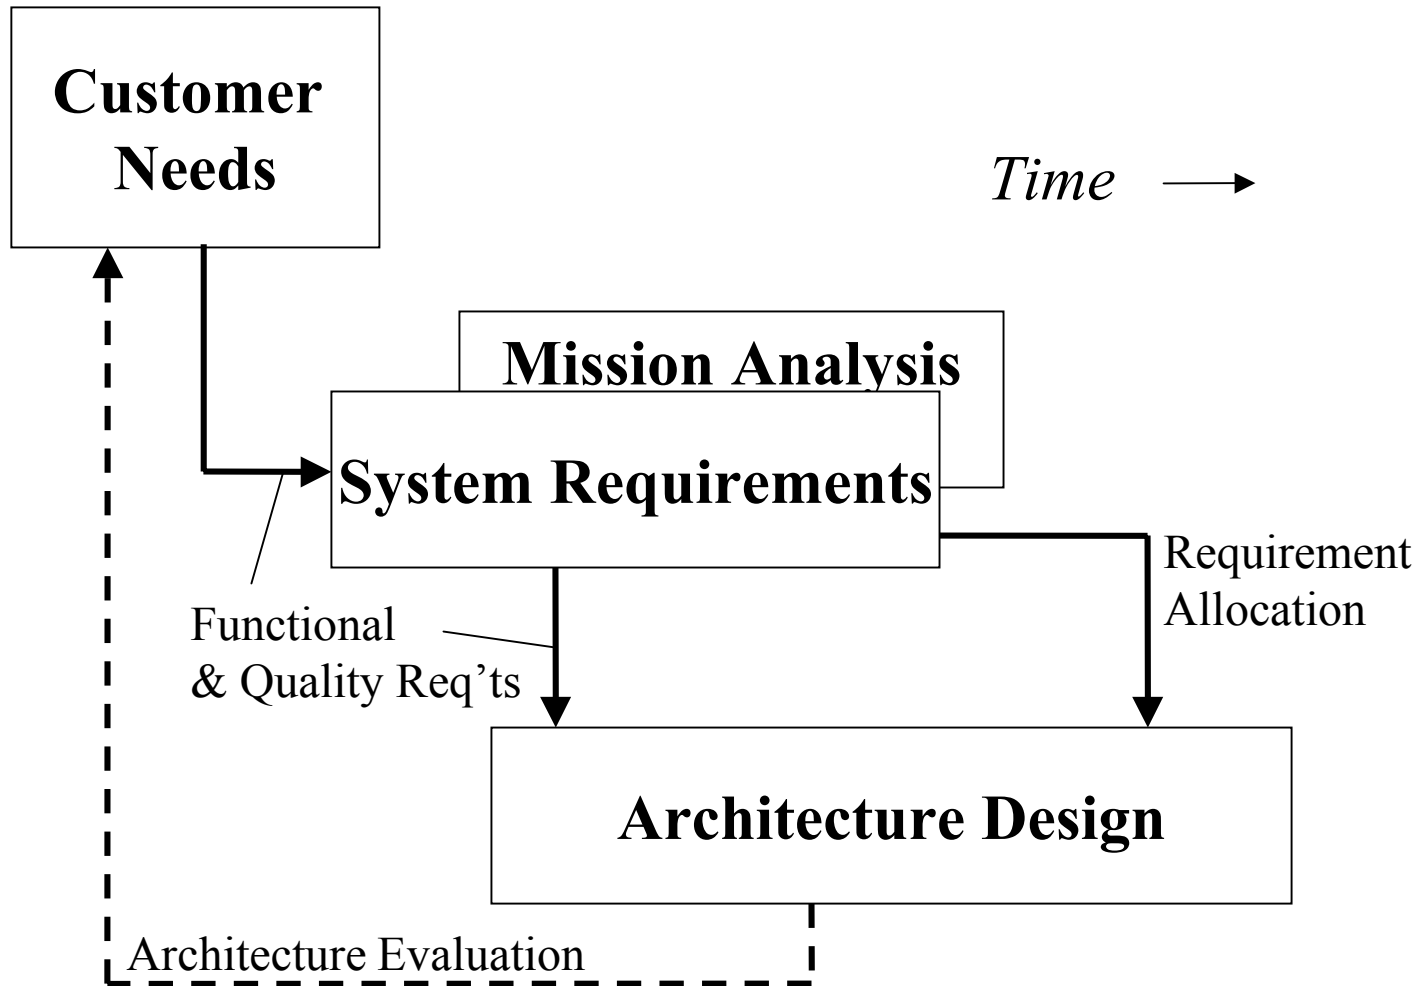 Customer
Needs
Time
Mission Analysis
System Requirements
Requirement
Allocation
Functional
& Quality Req’ts
Architecture Design
Architecture Evaluation